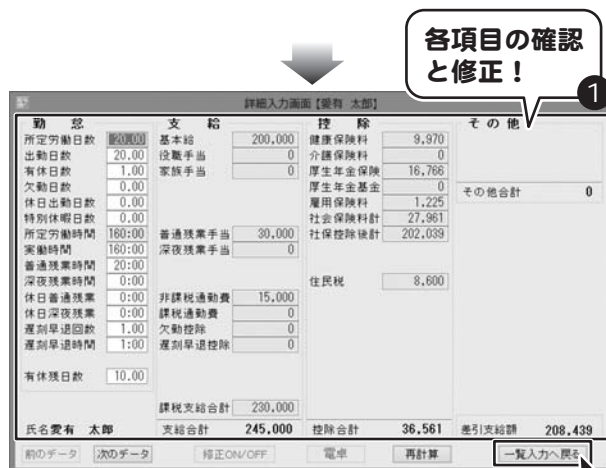 各項目の確認
と修正！
1
詳細入力画面【愛有 太郎】
勤 怠 支 給 控 除 その他
所定労働日数 20.00 基本給 200,000 健康保険料 9,970
出勤日数 20.00 役職手当 0 介護保険料 0
有休日数 1.00 家族手当 0 厚生年金保険 16,766
欠勤日数 0.00 厚生年金基金 0 その他合計 0
休日出勤日数 0.00 雇用保険料 1,225
特別休暇日数 0.00 社会保険料計 27,961
所定労働時間 160:00 普通残業手当 30,000 社保控除後計 202,039
実働時間 160:00 深夜残業手当 0
普通残業時間 20:00
深夜残業時間 0:00 住民税 8,600
休日普通残業 0:00 非課税通勤費 15,000
休日深夜残業 0:00 課税通勤費 0
遅刻早退回数 1.00 欠勤控除 0
遅刻早退時間 1:00 遅刻早退控除 0
有休残日数 10.00
課税支給合計 230,000
氏名 愛有 太郎 支給合計 245,000 控除合計 36,561 差引支給額 208,439
前のデータ 次のデータ 修正ON/OFF 電卓 再計算 一覧入力へ戻る